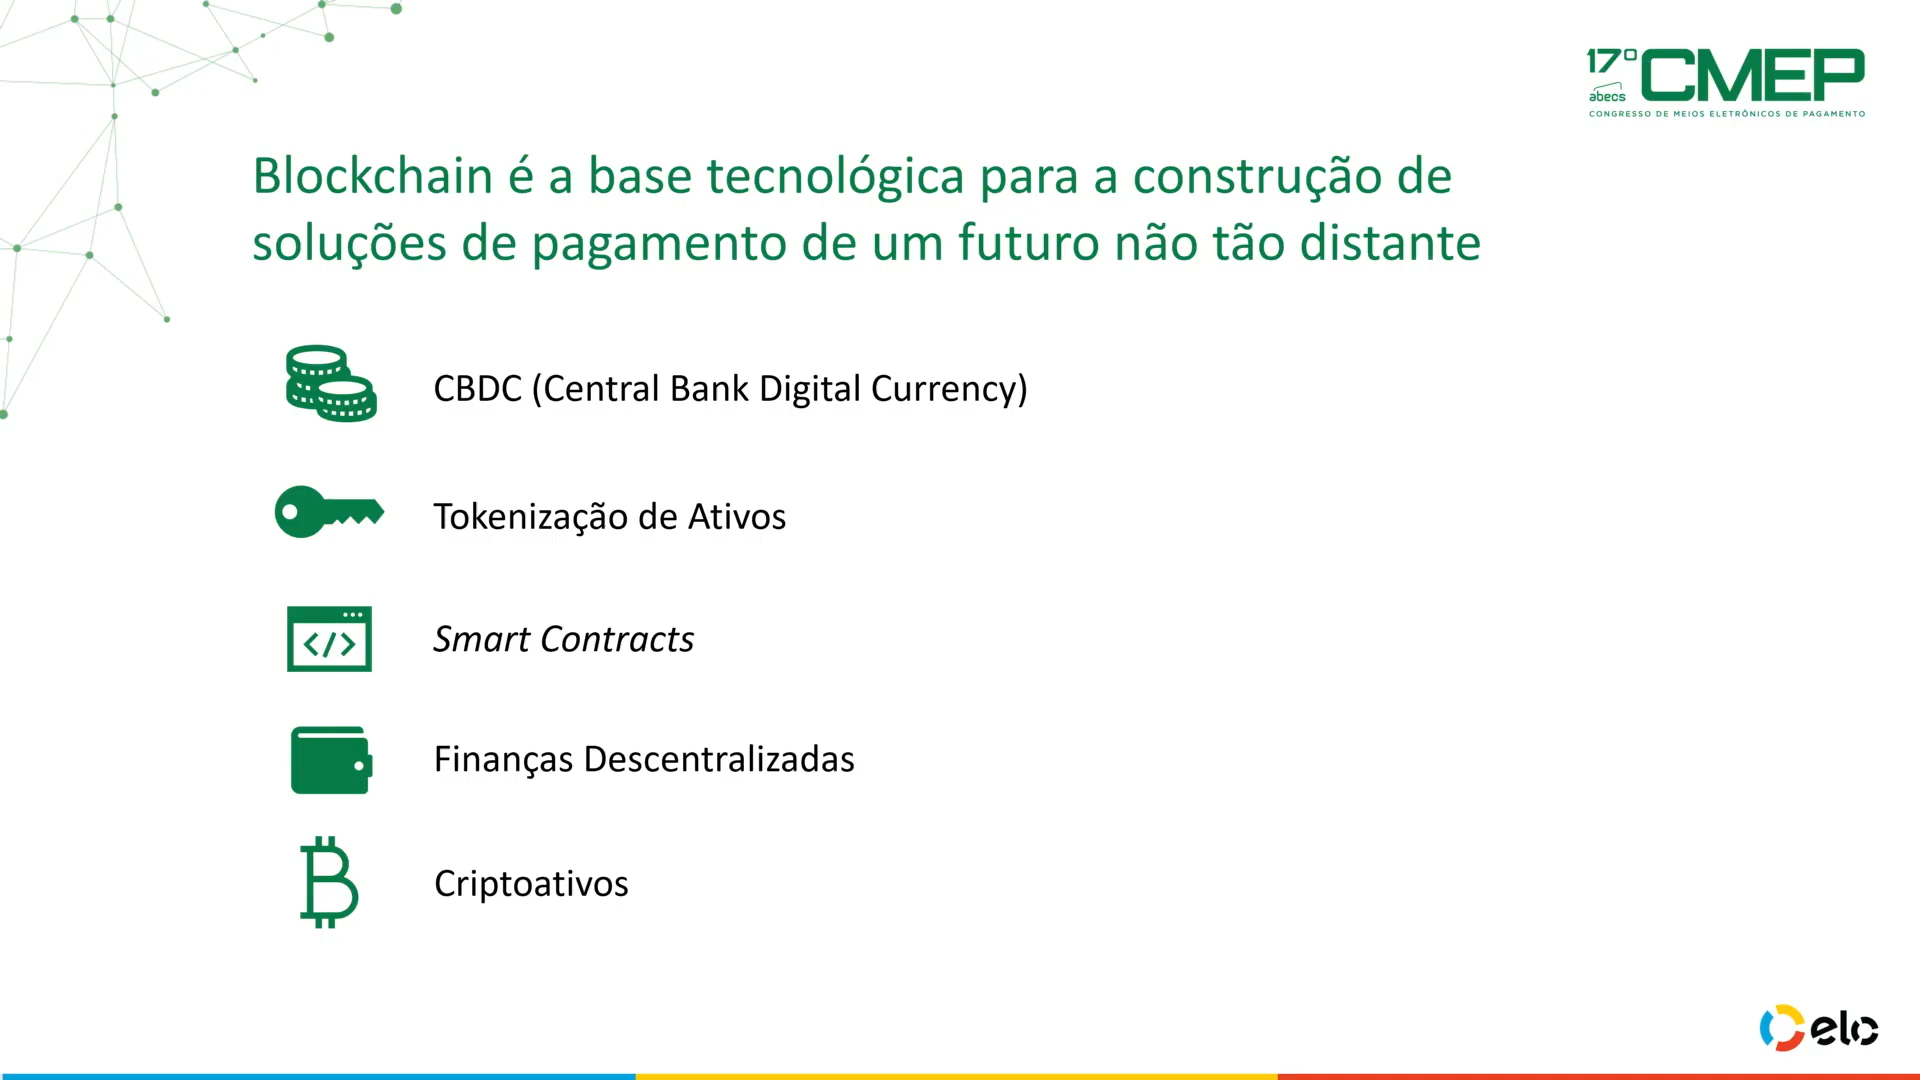 17º CMEP
abecs
CONGRESSO DE MEIOS ELETRÔNICOS DE PAGAMENTO
Blockchain é a base tecnológica para a construção de
soluções de pagamento de um futuro não tão distante
CBDC (Central Bank Digital Currency)
Tokenização de Ativos
Smart Contracts
Finanças Descentralizadas
Criptoativos
elo